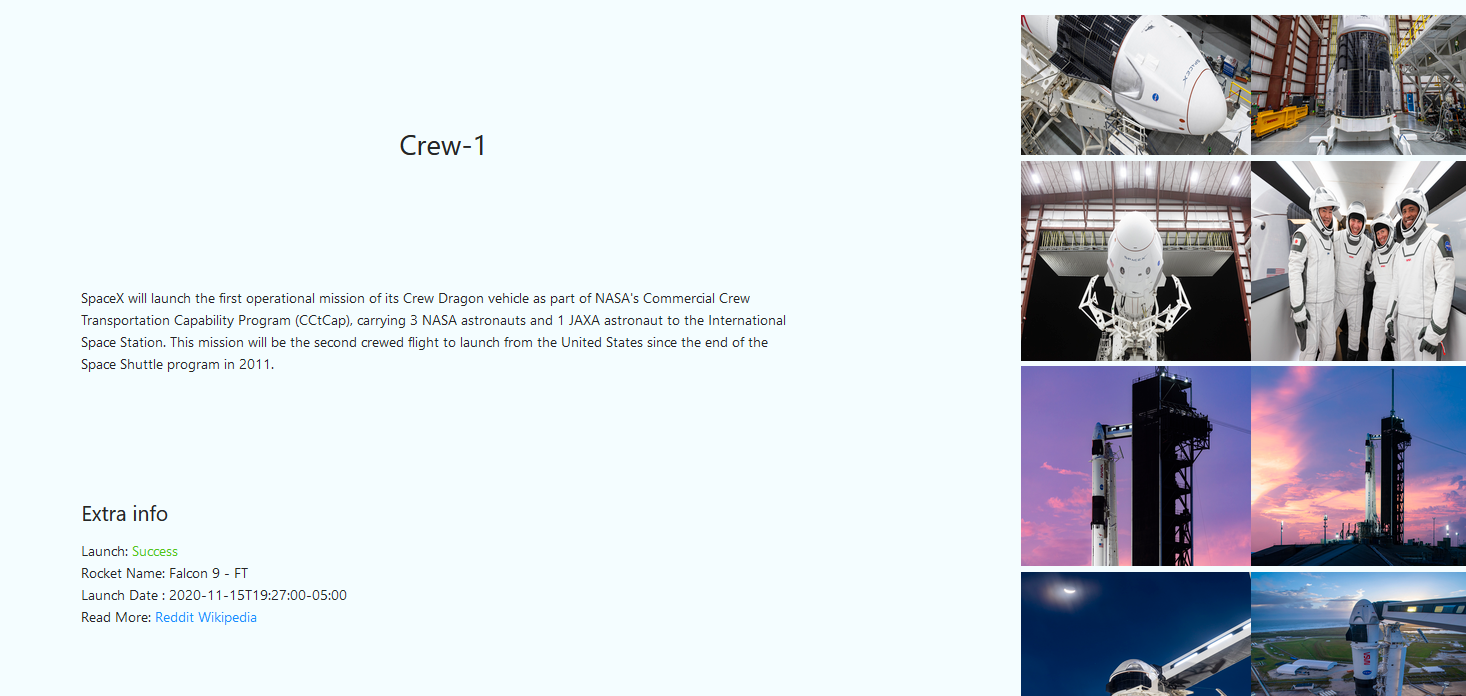 Crew-1
SpaceX will launch the first operational mission of its Crew Dragon vehicle as part of NASA's Commercial Crew
Transportation Capability Program (CCtCap), carrying 3 NASA astronauts and 1 JAXA astronaut to the International
Space Station. This mission will be the second crewed flight to launch from the United States since the end of the
Space Shuttle program in 2011.
Extra info
Launch: Success
Rocket Name: Falcon 9 - FT
Launch Date : 2020-11-15T19:27:00-05:00
Read More: Reddit Wikipedia
SPACEX
SPACEX